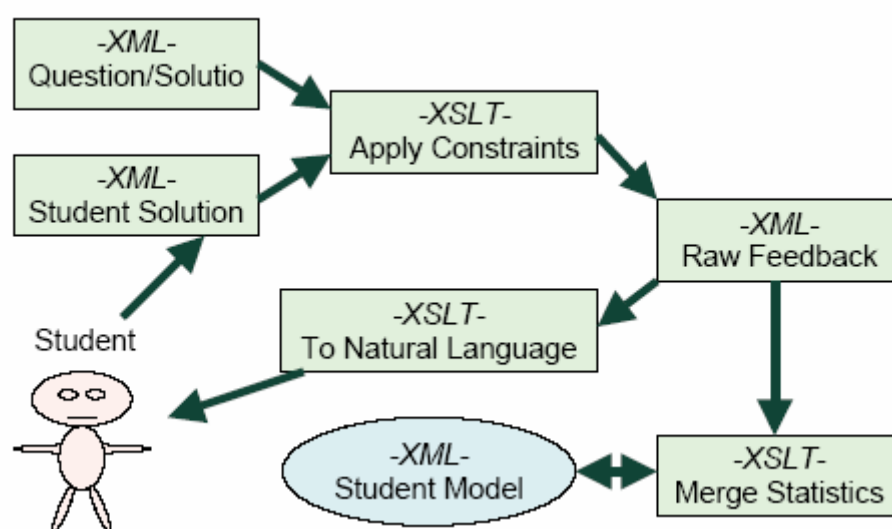 -XML-
Question/Solutio
-XSLT-
Apply Constraints
-XML-
Student Solution
-XML-
Raw Feedback
-XSLT-
To Natural Language
Student
-XML-
Student Model
-XSLT-
Merge Statistics